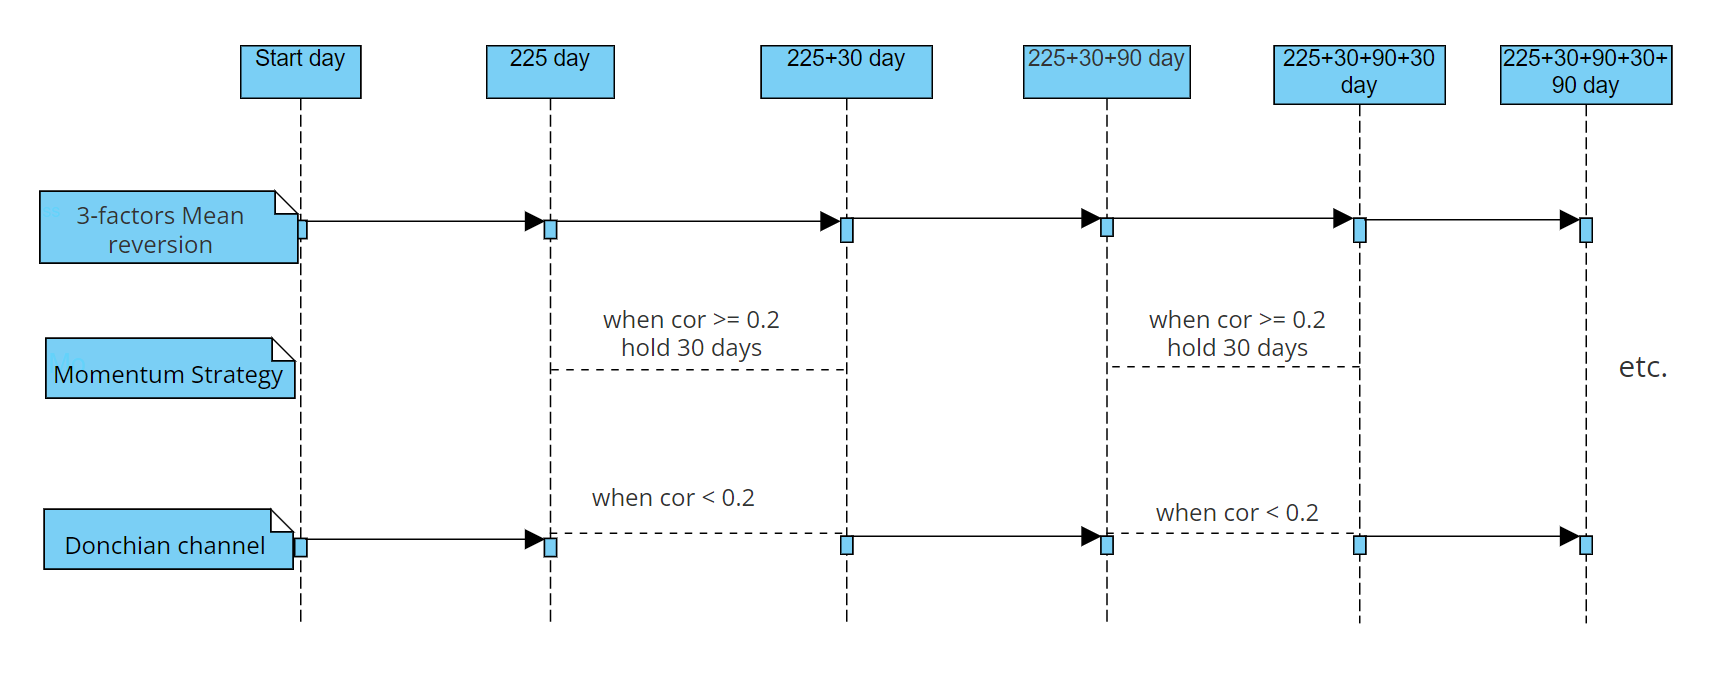 Start day
225 day
225+30 day
225+30+90 day
225+30+90+30
day
225+30+90+30+
90 day
3-factors Mean
reversion
when cor >= 0.2
hold 30 days
when cor >= 0.2
hold 30 days
Momentum Strategy
etc.
when cor < 0.2
when cor < 0.2
Donchian channel